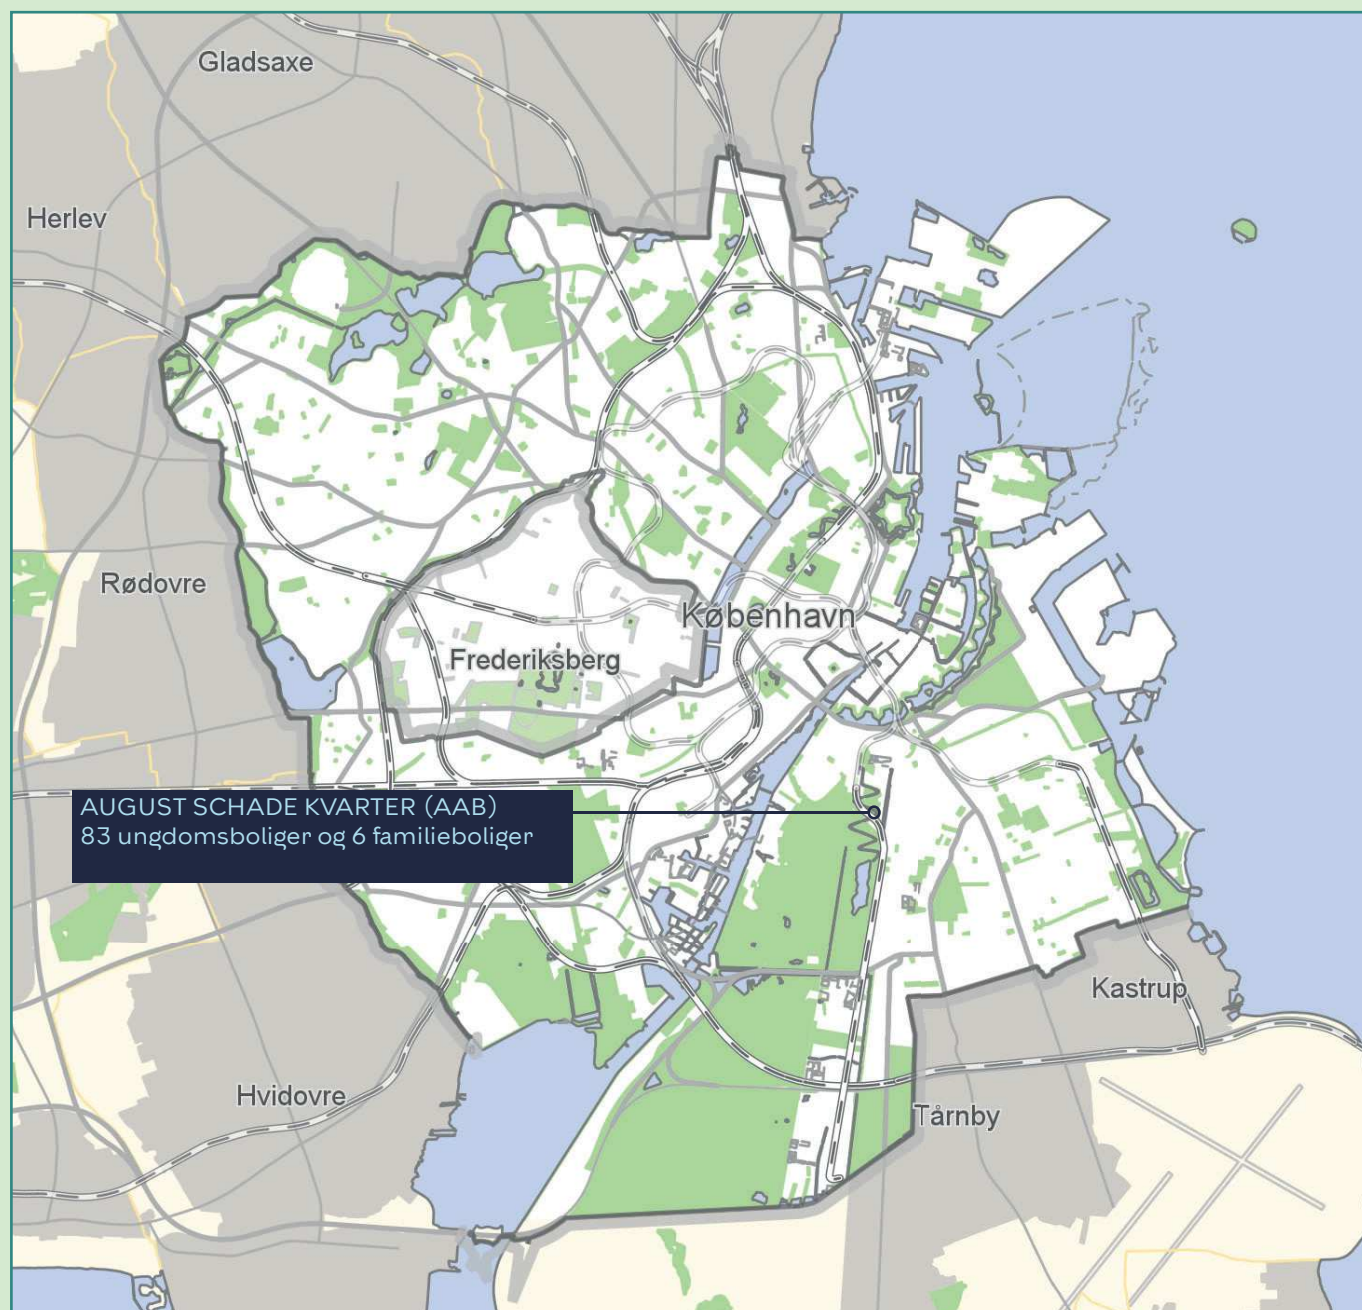 Gladsaxe
Herlev
Rødovre
København
Frederiksberg
AUGUST SCHADE KVARTER (AAB)
83 ungdomsboliger og 6 familieboliger
Kastrup
Hvidovre
Tårnby